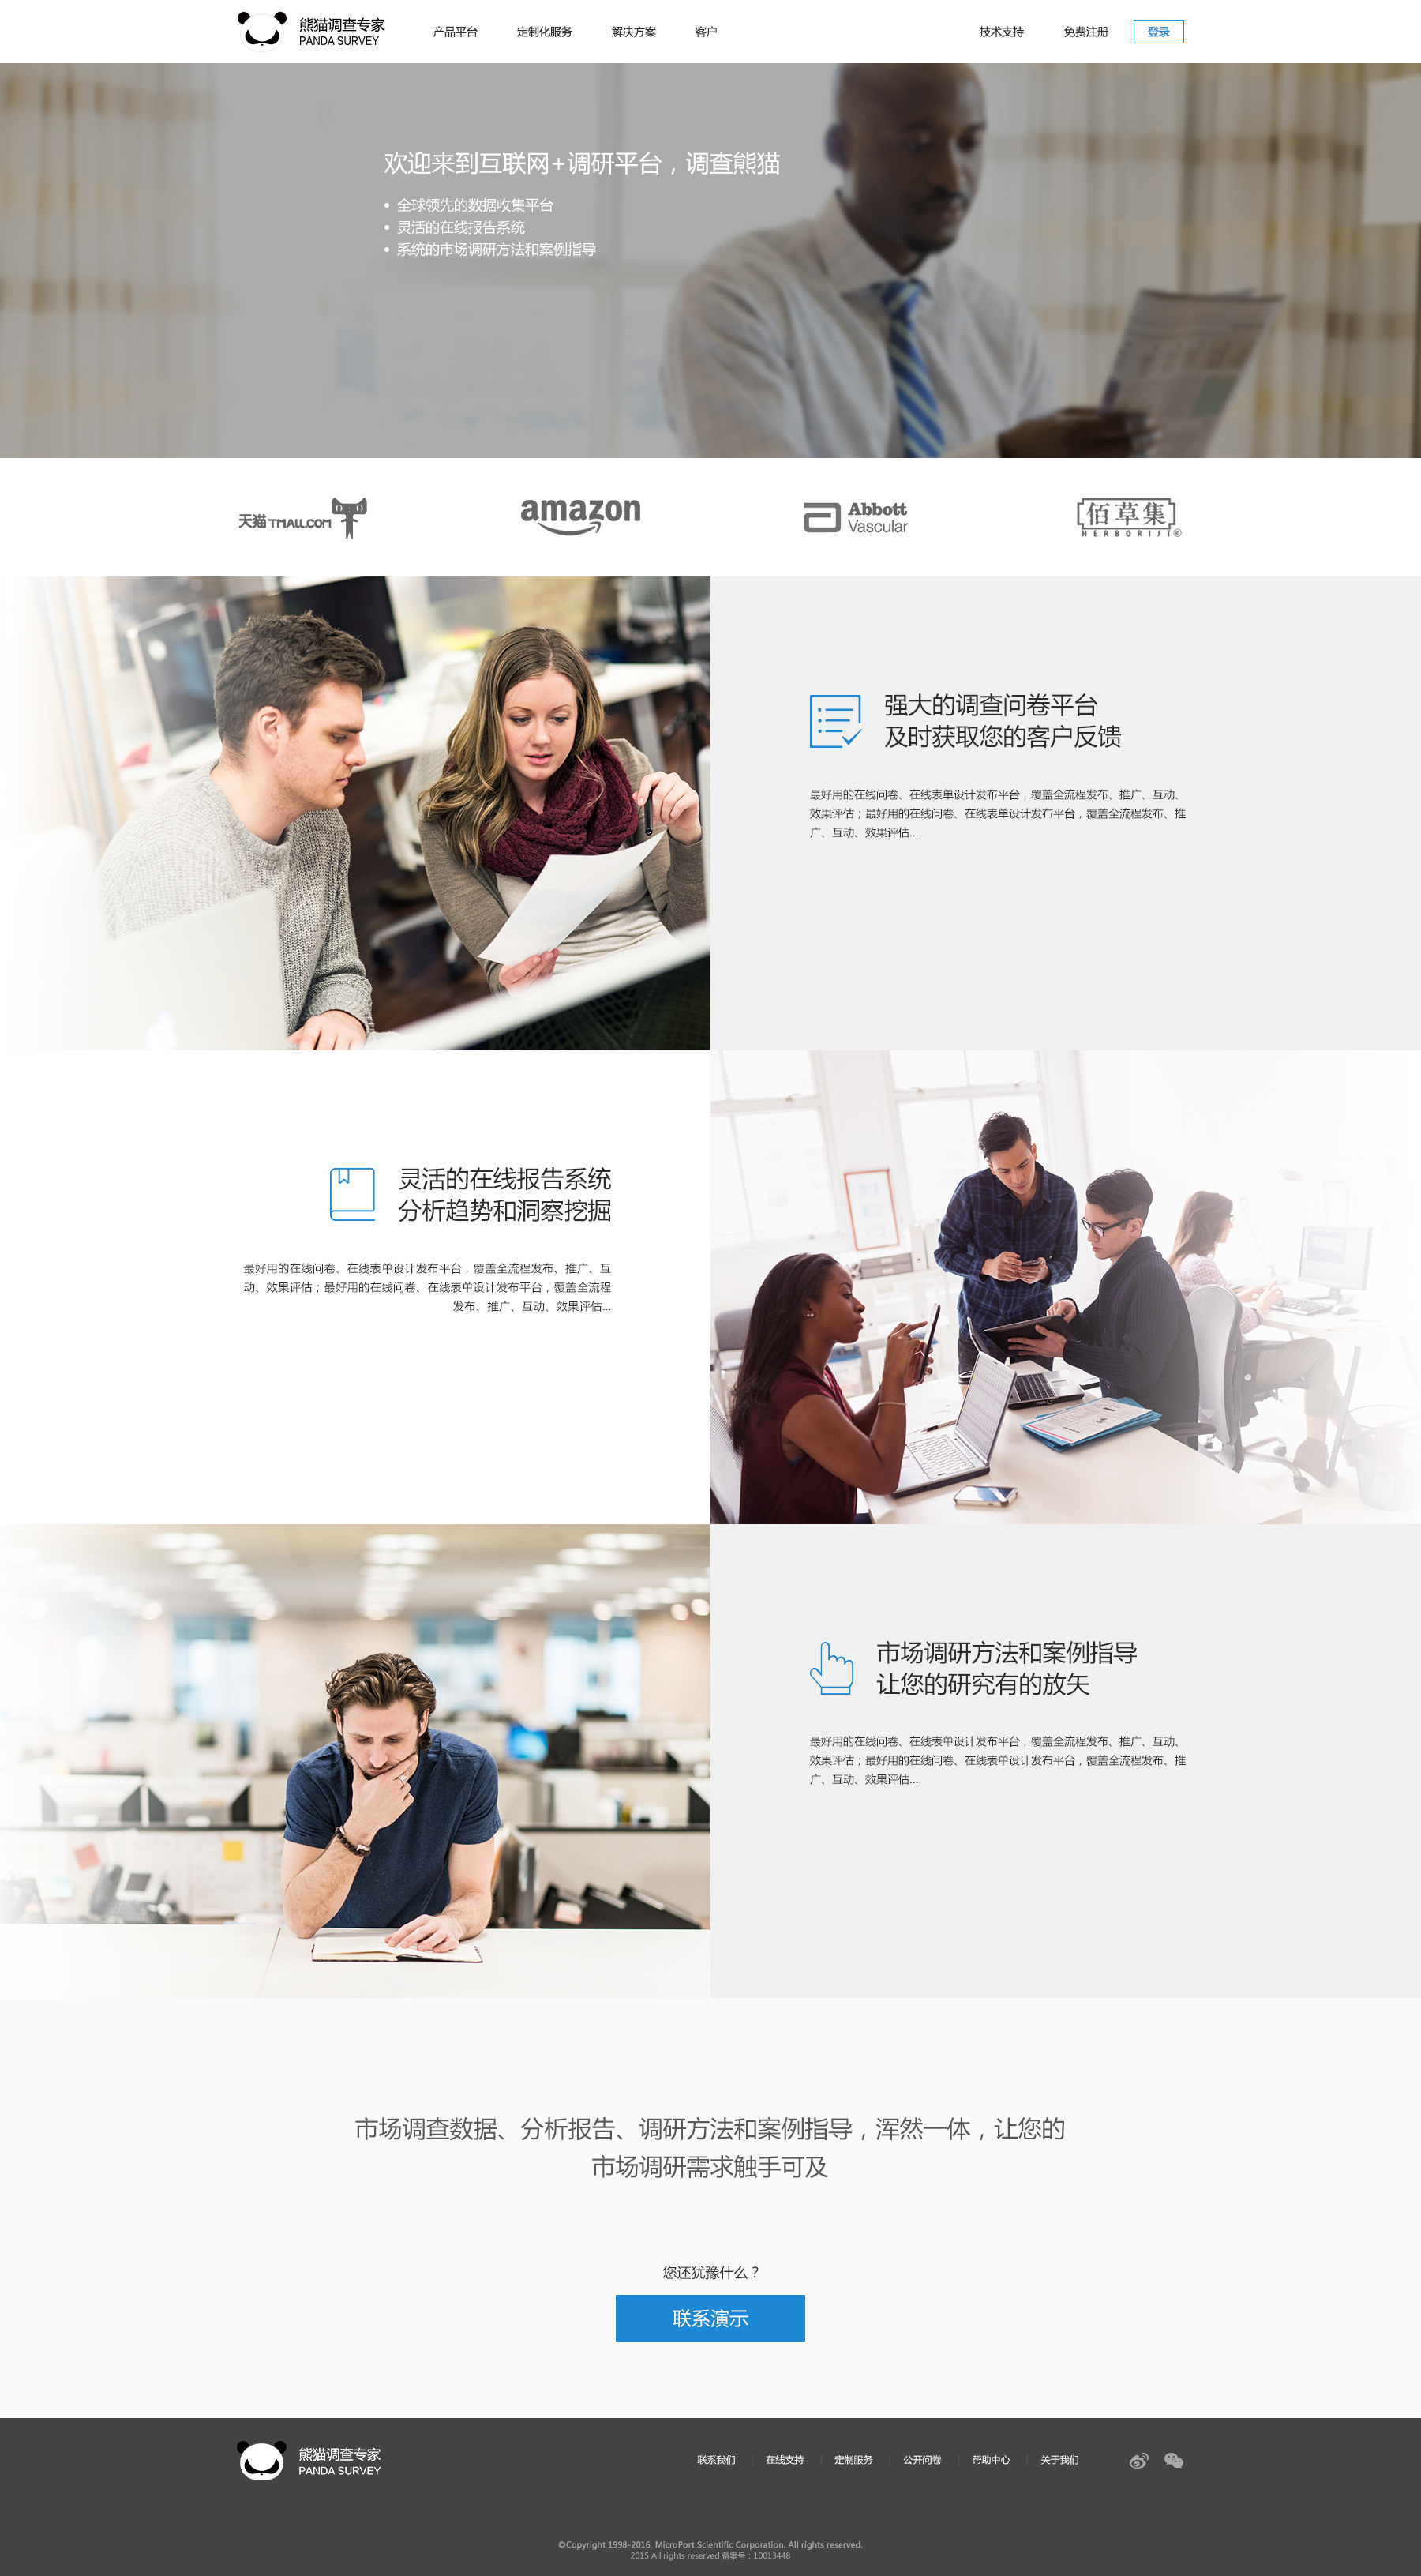 熊猫调查专家
PANDA SURVEY
产品平台 定制化服务 解决方案 客户 技术支持 免费注册 登录
欢迎来到互联网+调研平台，调查熊猫
• 全球领先的数据收集平台
• 灵活的在线报告系统
• 系统的市场调研方法和案例指导
天猫 TMALL.COM
amazon
Abbott
Vascular
佰草集
HERBORIST®
强大的调查问卷平台
及时获取您的客户反馈
最好用的在线问卷、在线表单设计发布平台，覆盖全流程发布、推广、互动、
效果评估；最好用的在线问卷、在线表单设计发布平台，覆盖全流程发布、推
广、互动、效果评估...
灵活的在线报告系统
分析趋势和洞察挖掘
最好用的在线问卷、在线表单设计发布平台，覆盖全流程发布、推广、互
动、效果评估；最好用的在线问卷、在线表单设计发布平台，覆盖全流程
发布、推广、互动、效果评估...
市场调研方法和案例指导
让您的研究有的放矢
最好用的在线问卷、在线表单设计发布平台，覆盖全流程发布、推广、互动、
效果评估；最好用的在线问卷、在线表单设计发布平台，覆盖全流程发布、推
广、互动、效果评估...
市场调查数据、分析报告、调研方法和案例指导，浑然一体，让您的
市场调研需求触手可及
您还犹豫什么？
联系演示
熊猫调查专家
PANDA SURVEY
联系我们 | 在线支持 | 定制服务 | 公开问卷 | 帮助中心 | 关于我们
©Copyright 1998-2016, MicroPort Scientific Corporation. All rights reserved.
2015 All rights reserved 备案号：10013448